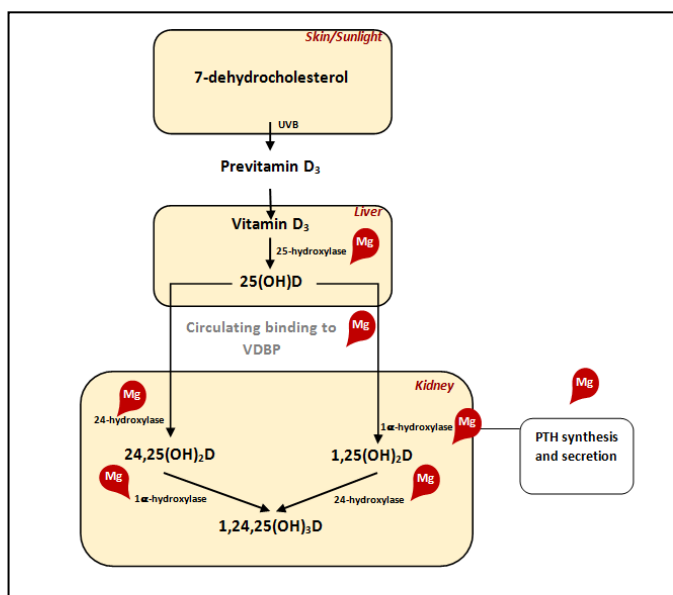 Skin/Sunlight
7-dehydrocholesterol
UVB
Previtamin D₃
Liver
Vitamin D₃
25-hydroxylase
Mg
25(OH)D
Circulating binding to
VDBP
Mg
Kidney
Mg
Mg
24-hydroxylase
1α-hydroxylase
Mg
PTH synthesis
and secretion
24,25(OH)₂D
1,25(OH)₂D
Mg
1α-hydroxylase
24-hydroxylase
Mg
1,24,25(OH)₃D